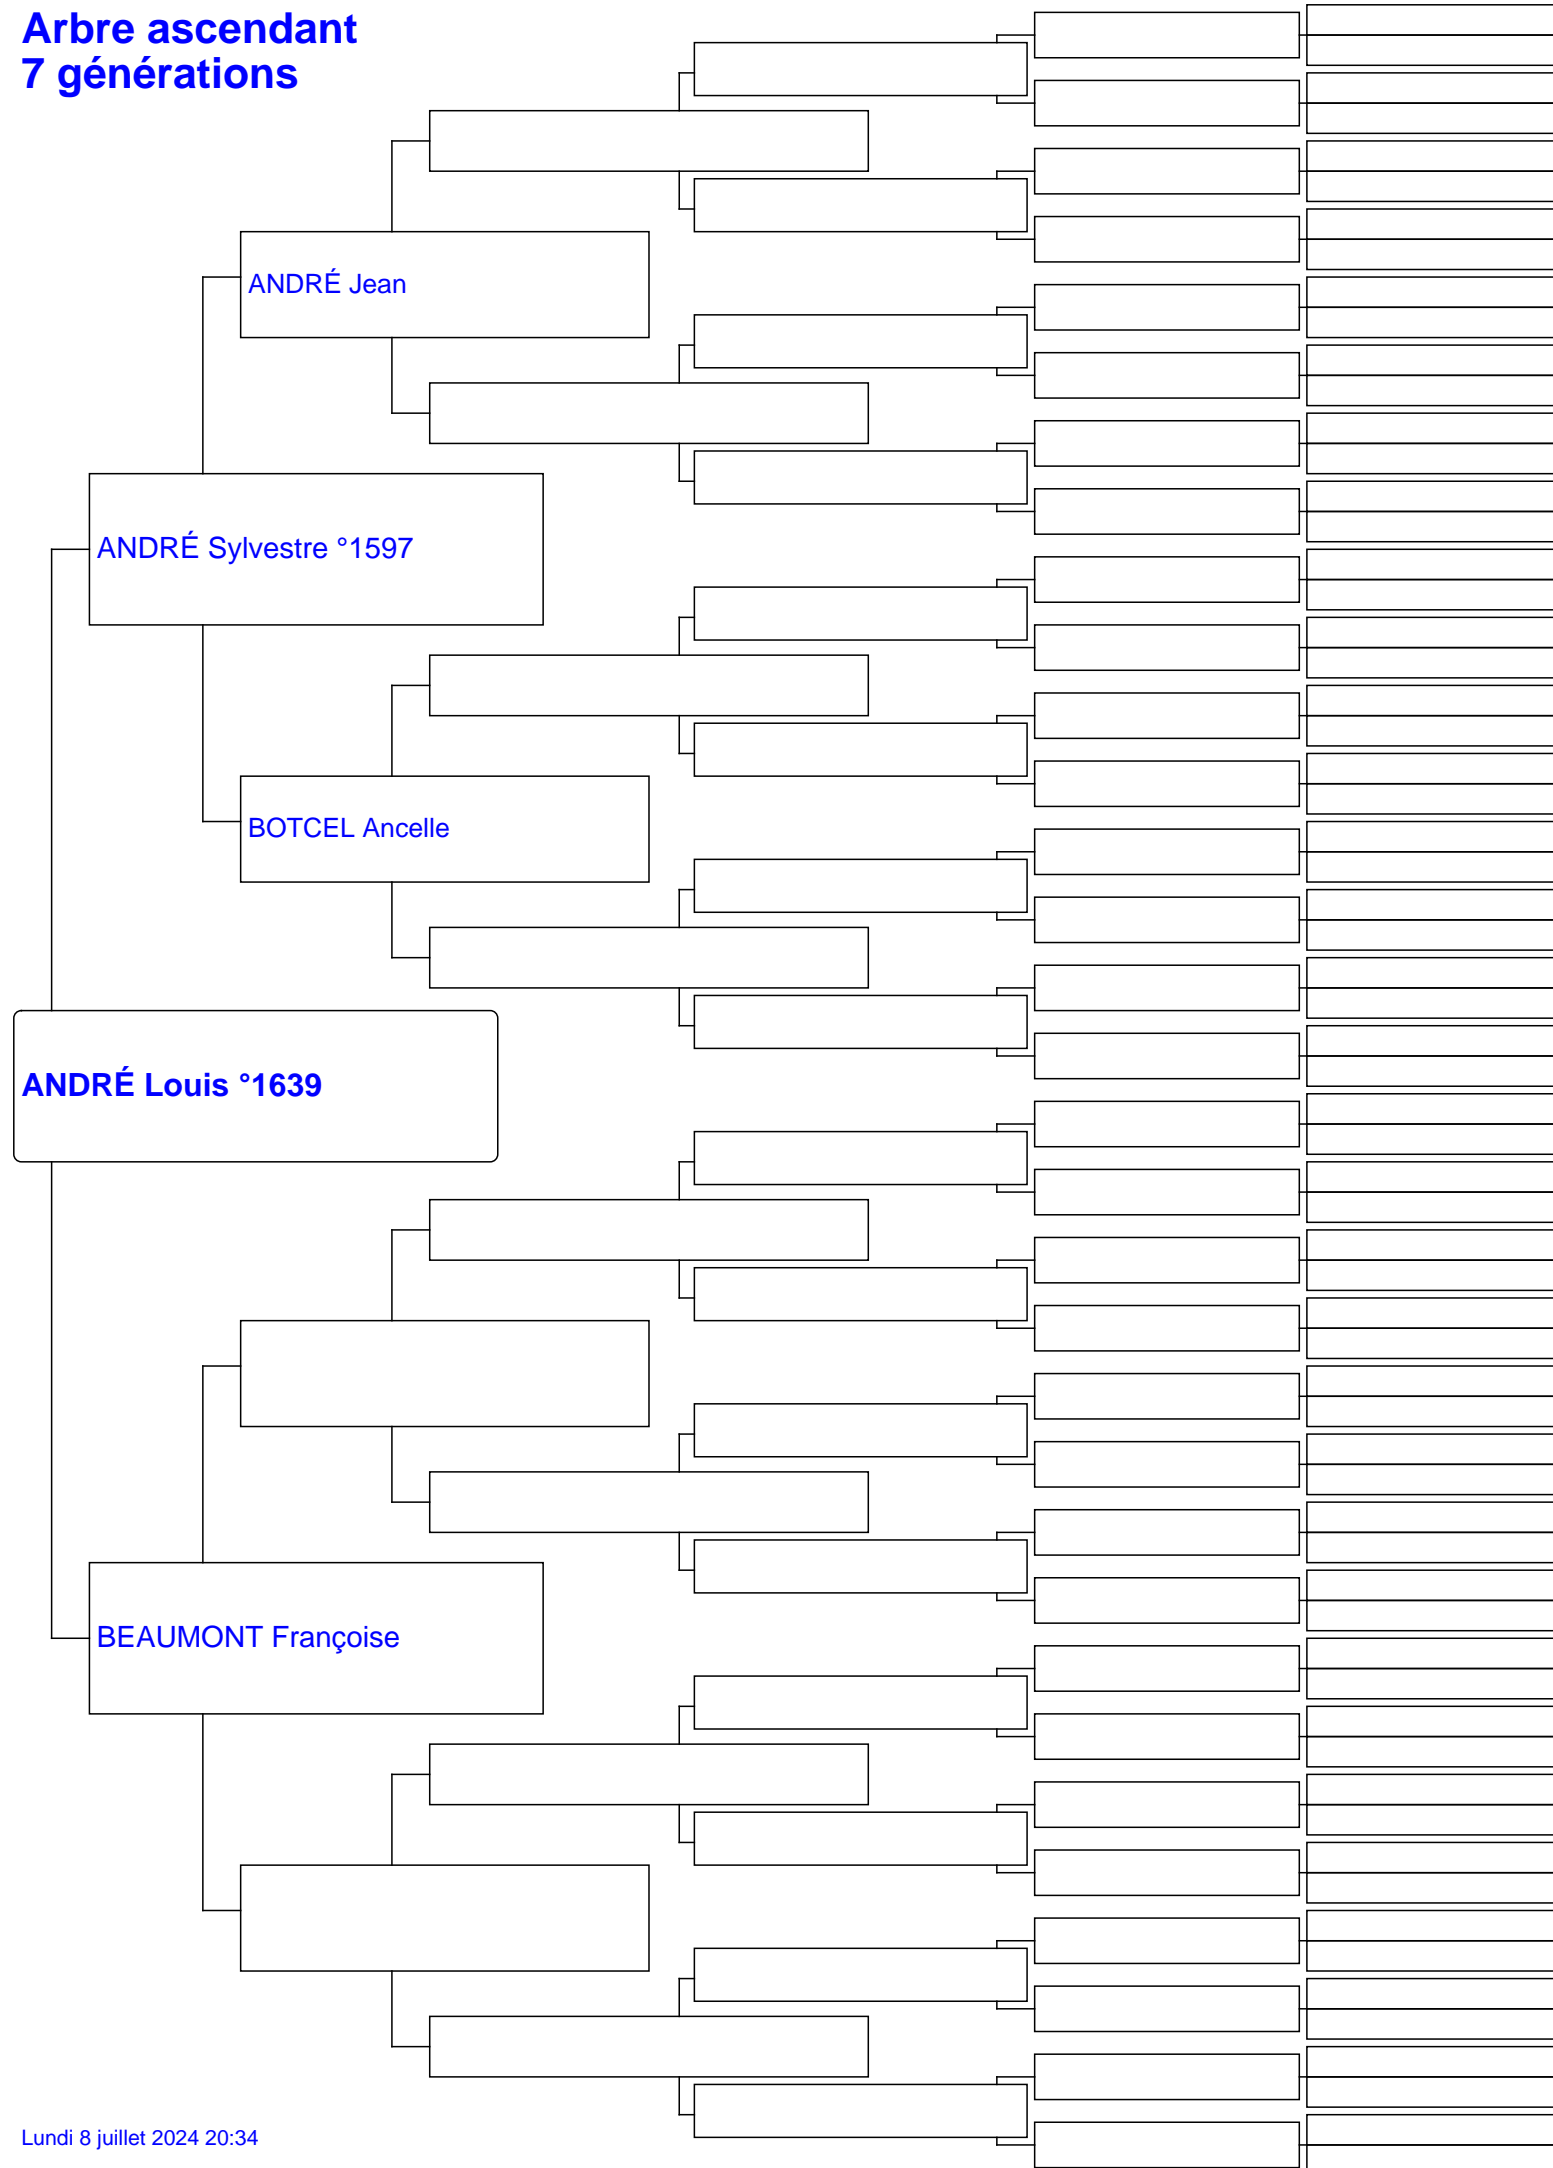 Arbre ascendant
7 générations
ANDRÉ Jean
ANDRÉ Sylvestre °1597
BOTCEL Ancelle
ANDRÉ Louis °1639
BEAUMONT Françoise
Lundi 8 juillet 2024 20:34